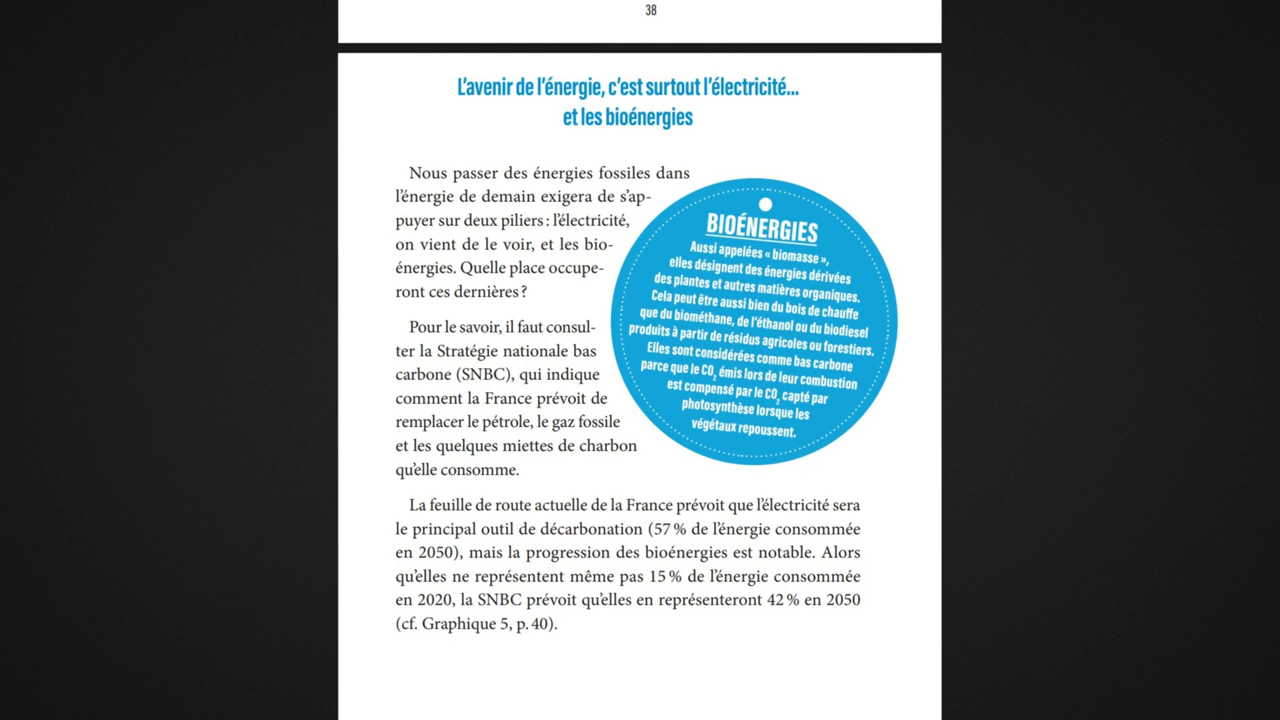 38
L'avenir de l'énergie, c'est surtout l'électricité...
et les bioénergies
Nous passer des énergies fossiles dans
l'énergie de demain exigera de s'ap-
puyer sur deux piliers : l'électricité,
on vient de le voir, et les bio-
énergies. Quelle place occupe-
ront ces dernières ?
Pour le savoir, il faut consul-
ter la Stratégie nationale bas
carbone (SNBC), qui indique
comment la France prévoit de
remplacer le pétrole, le gaz fossile
et les quelques miettes de charbon
qu'elle consomme.
BIOÉNERGIES
Aussi appelées « biomasse »,
elles désignent des énergies dérivées
des plantes et autres matières organiques.
Cela peut être aussi bien du bois de chauffe
que du biométhane, de l'éthanol ou du biodiesel
produits à partir de résidus agricoles ou forestiers.
Elles sont considérées comme bas carbone
parce que le CO₂ émis lors de leur combustion
est compensé par le CO₂ capté par
photosynthèse lorsque les
végétaux repoussent.
La feuille de route actuelle de la France prévoit que l'électricité sera
le principal outil de décarbonation (57 % de l'énergie consommée
en 2050), mais la progression des bioénergies est notable. Alors
qu'elles ne représentent même pas 15 % de l'énergie consommée
en 2020, la SNBC prévoit qu'elles en représenteront 42 % en 2050
(cf. Graphique 5, p. 40).